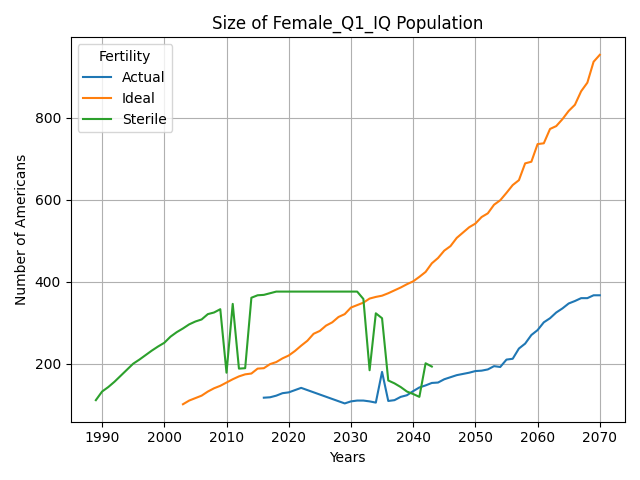 Size of Female_Q1_IQ Population
Fertility
Actual
Ideal
Sterile
Number of Americans
800
600
400
200
1990 2000 2010 2020 2030 2040 2050 2060 2070
Years